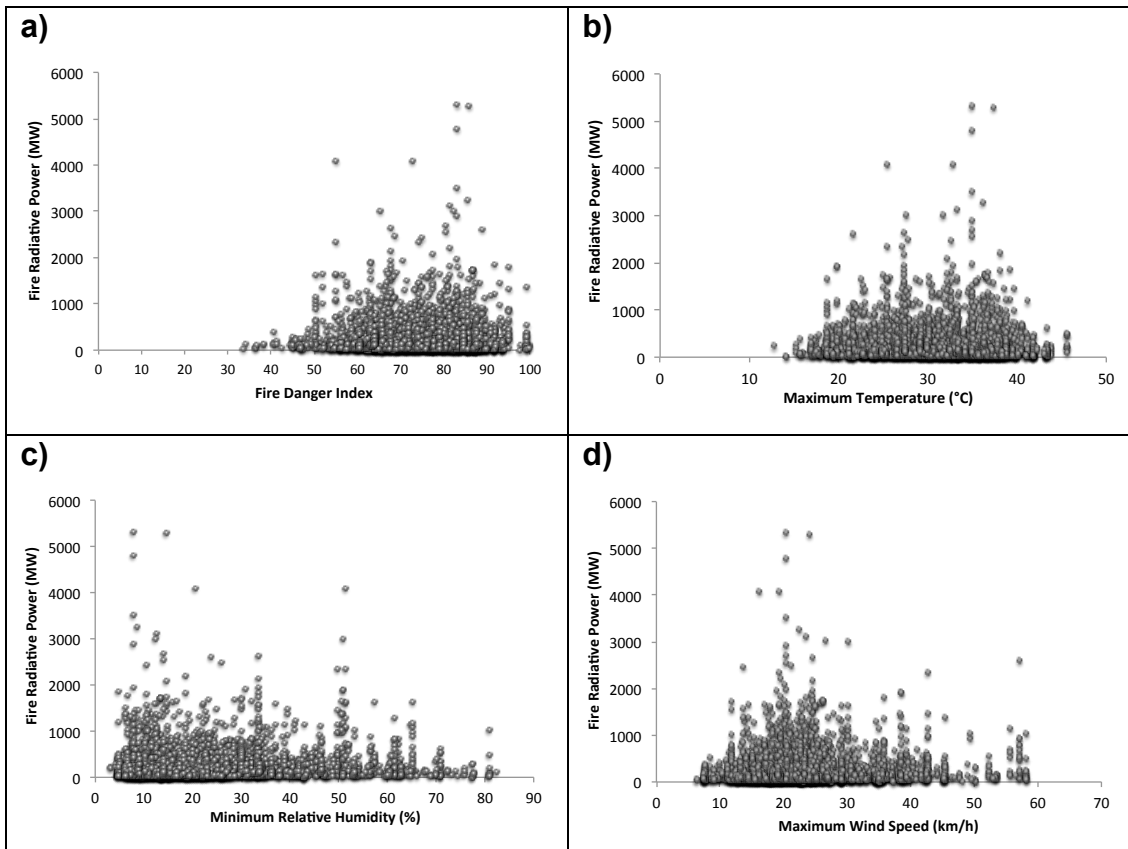 a)
Fire Radiative Power (MW)
6000
5000
4000
3000
2000
1000
0
0 10 20 30 40 50 60 70 80 90 100
Fire Danger Index
b)
Fire Radiative Power (MW)
6000
5000
4000
3000
2000
1000
0
0 10 20 30 40 50
Maximum Temperature (°C)
c)
Fire Radiative Power (MW)
6000
5000
4000
3000
2000
1000
0
0 10 20 30 40 50 60 70 80 90
Minimum Relative Humidity (%)
d)
Fire Radiative Power (MW)
6000
5000
4000
3000
2000
1000
0
0 10 20 30 40 50 60 70
Maximum Wind Speed (km/h)